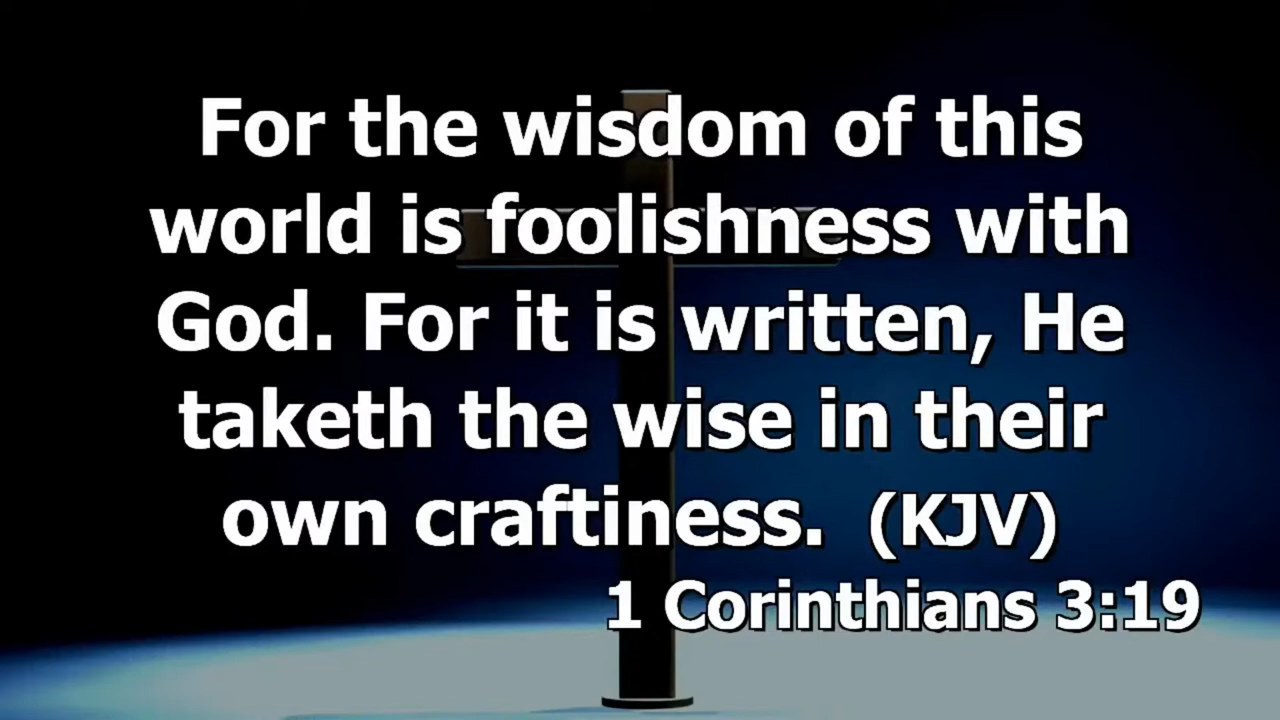 For the wisdom of this
world is foolishness with
God. For it is written, He
taketh the wise in their
own craftiness. (KJV)
1 Corinthians 3:19